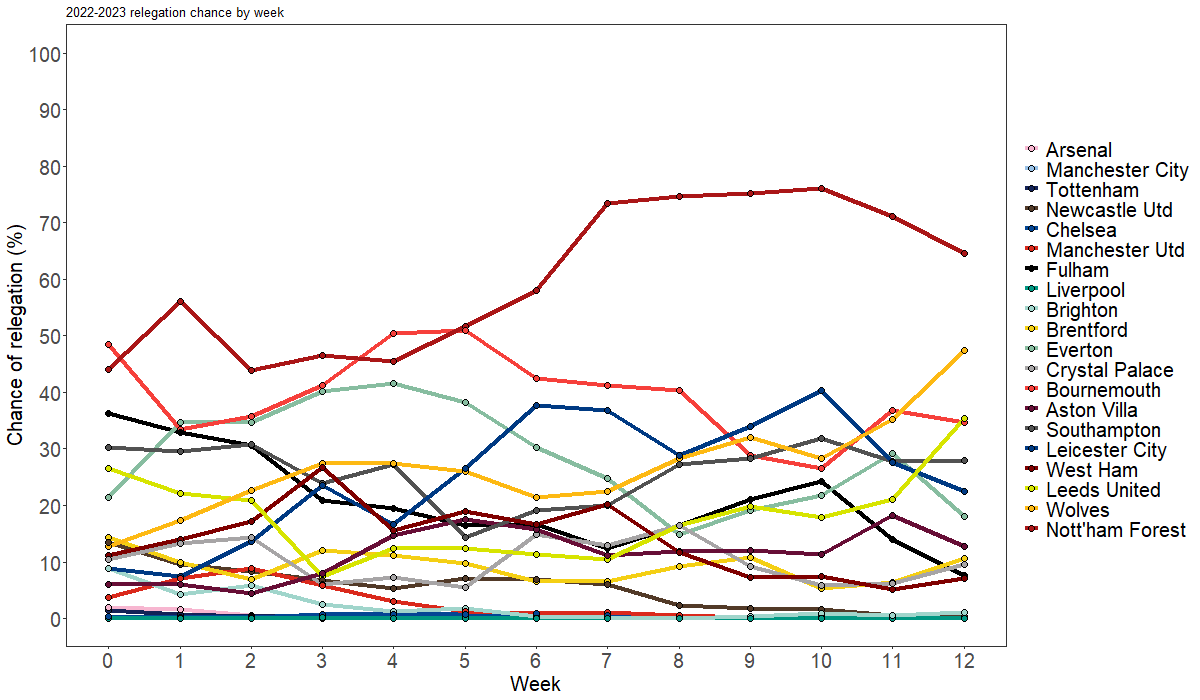 2022-2023 relegation chance by week
Chance of relegation (%)
100
90
80
70
60
50
40
30
20
10
0
0 1 2 3 4 5 6 7 8 9 10 11 12
Week
Arsenal
Manchester City
Tottenham
Newcastle Utd
Chelsea
Manchester Utd
Fulham
Liverpool
Brighton
Brentford
Everton
Crystal Palace
Bournemouth
Aston Villa
Southampton
Leicester City
West Ham
Leeds United
Wolves
Nott'ham Forest